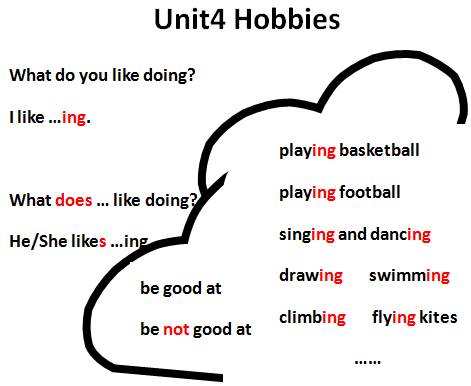 Unit4 Hobbies
What do you like doing?
I like ...ing.
What does ... like doing?
He/She likes ...ing
playing basketball
playing football
singing and dancing
drawing swimming
climbing flying kites
......
be good at
be not good at